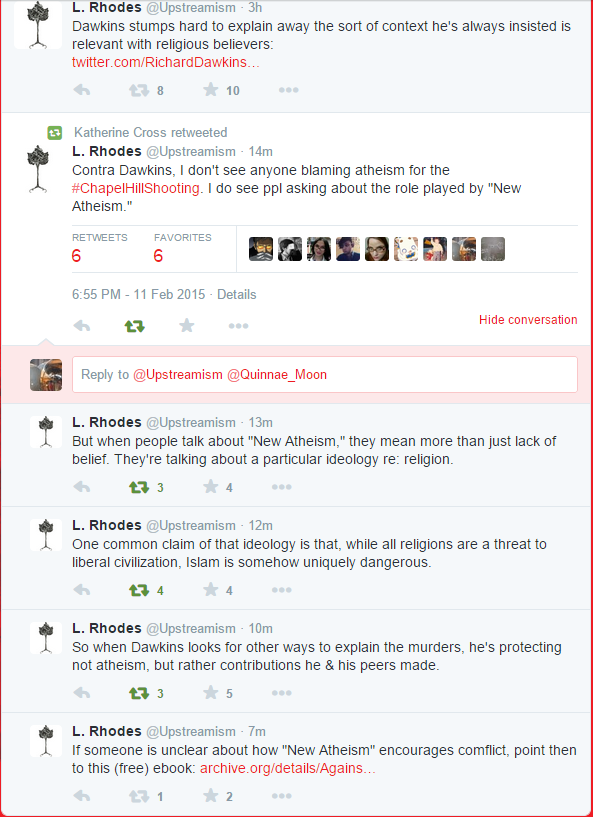 L. Rhodes @Upstreamism · 3h
Dawkins stumps hard to explain away the sort of context he's always insisted is
relevant with religious believers:
twitter.com/RichardDawkins…
8 10
Katherine Cross retweeted
L. Rhodes @Upstreamism · 14m
Contra Dawkins, I don't see anyone blaming atheism for the
#ChapelHillShooting. I do see ppl asking about the role played by "New
Atheism."
RETWEETS FAVORITES
6 6
6:55 PM - 11 Feb 2015 · Details
Hide conversation
Reply to @Upstreamism @Quinnae_Moon
L. Rhodes @Upstreamism · 13m
But when people talk about "New Atheism," they mean more than just lack of
belief. They're talking about a particular ideology re: religion.
3 4
L. Rhodes @Upstreamism · 12m
One common claim of that ideology is that, while all religions are a threat to
liberal civilization, Islam is somehow uniquely dangerous.
4 4
L. Rhodes @Upstreamism · 10m
So when Dawkins looks for other ways to explain the murders, he's protecting
not atheism, but rather contributions he & his peers made.
3 5
L. Rhodes @Upstreamism · 7m
If someone is unclear about how "New Atheism" encourages comflict, point then
to this (free) ebook: archive.org/details/Agains…
1 2